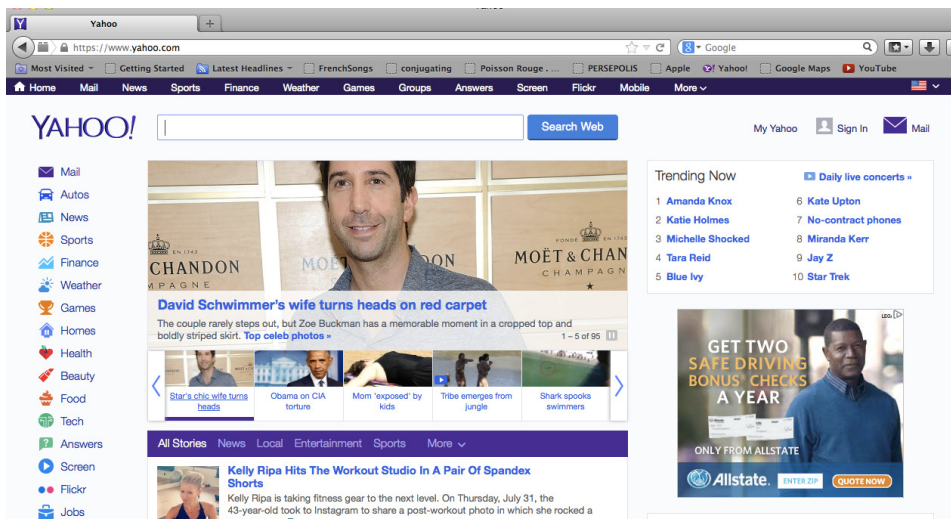 Yahoo
https://www.yahoo.com
Google
Most Visited
Getting Started
Latest Headlines
FrenchSongs
conjugating
Poisson Rouge . ...
PERSEPOLIS
Apple
Yahoo!
Google Maps
YouTube
Home Mail News Sports Finance Weather Games Groups Answers Screen Flickr Mobile More
YAHOO!
Search Web
My Yahoo
Sign In
Mail
Mail
Autos
News
Sports
Finance
Weather
Games
Homes
Health
Beauty
Food
Tech
Answers
Screen
Flickr
Jobs
EN 1743
CHANDON
MPAGNE
MOË
DON
FONDÉ EN 1743
MOËT & CHAN
CHAMPAGN
David Schwimmer's wife turns heads on red carpet
The couple rarely steps out, but Zoe Buckman has a memorable moment in a cropped top and
boldly striped skirt. Top celeb photos »
1 – 5 of 95
Star's chic wife turns
heads
Obama on CIA
torture
Mom 'exposed' by
kids
Tribe emerges from
jungle
Shark spooks
swimmers
All Stories News Local Entertainment Sports More
Kelly Ripa Hits The Workout Studio In A Pair Of Spandex
Shorts
Kelly Ripa is taking fitness gear to the next level. On Thursday, July 31, the
43-year-old took to Instagram to share a post-workout photo in which she rocked a
Trending Now
Daily live concerts »
1 Amanda Knox
2 Katie Holmes
3 Michelle Shocked
4 Tara Reid
5 Blue Ivy
6 Kate Upton
7 No-contract phones
8 Miranda Kerr
9 Jay Z
10 Star Trek
GET TWO
SAFE DRIVING
BONUS® CHECKS
A YEAR
ONLY FROM ALLSTATE
Allstate.
ENTER ZIP
QUOTE NOW